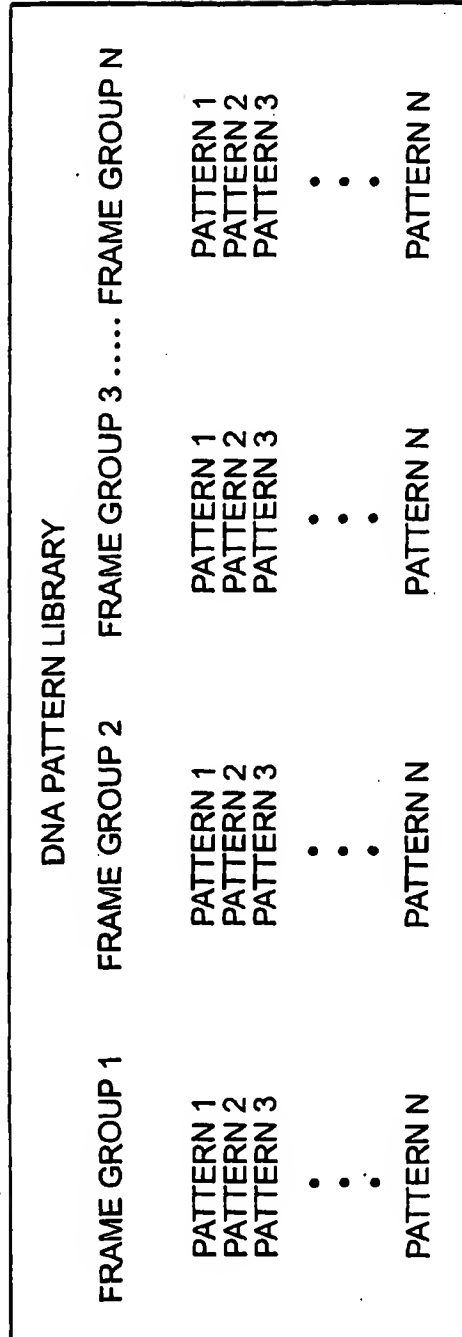 DNA PATTERN LIBRARY
FRAME GROUP 1 FRAME GROUP 2 FRAME GROUP 3 ..... FRAME GROUP N
PATTERN 1 PATTERN 1 PATTERN 1 PATTERN 1
PATTERN 2 PATTERN 2 PATTERN 2 PATTERN 2
PATTERN 3 PATTERN 3 PATTERN 3 PATTERN 3
PATTERN N PATTERN N PATTERN N PATTERN N